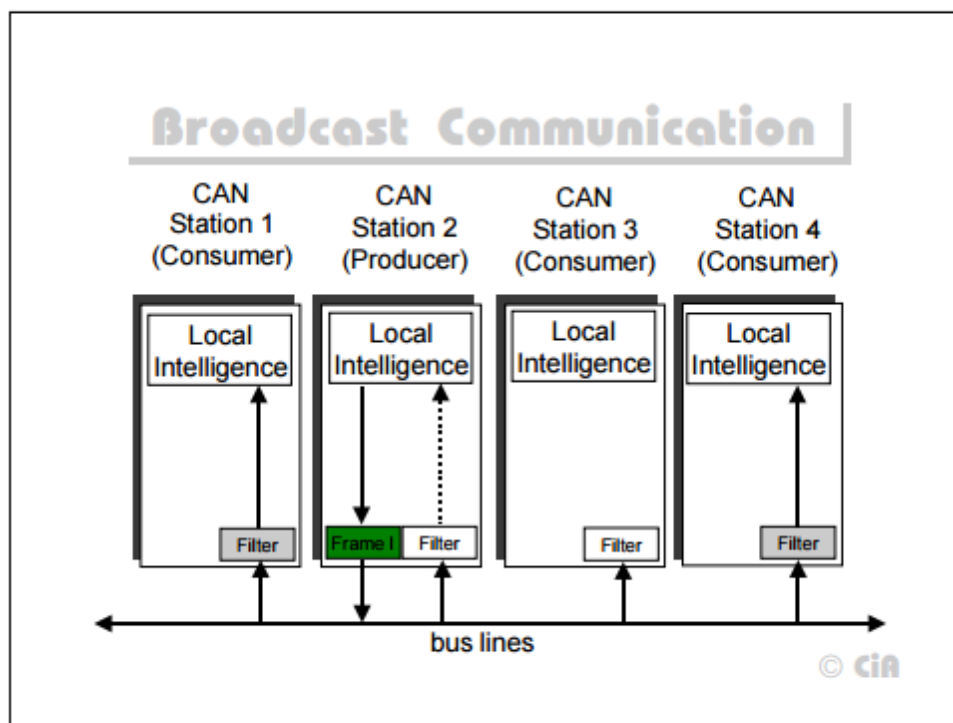 Broadcast Communication
CAN
Station 1
(Consumer)
CAN
Station 2
(Producer)
CAN
Station 3
(Consumer)
CAN
Station 4
(Consumer)
Local
Intelligence
Local
Intelligence
Local
Intelligence
Local
Intelligence
Filter
Frame I
Filter
Filter
Filter
bus lines
© CiA